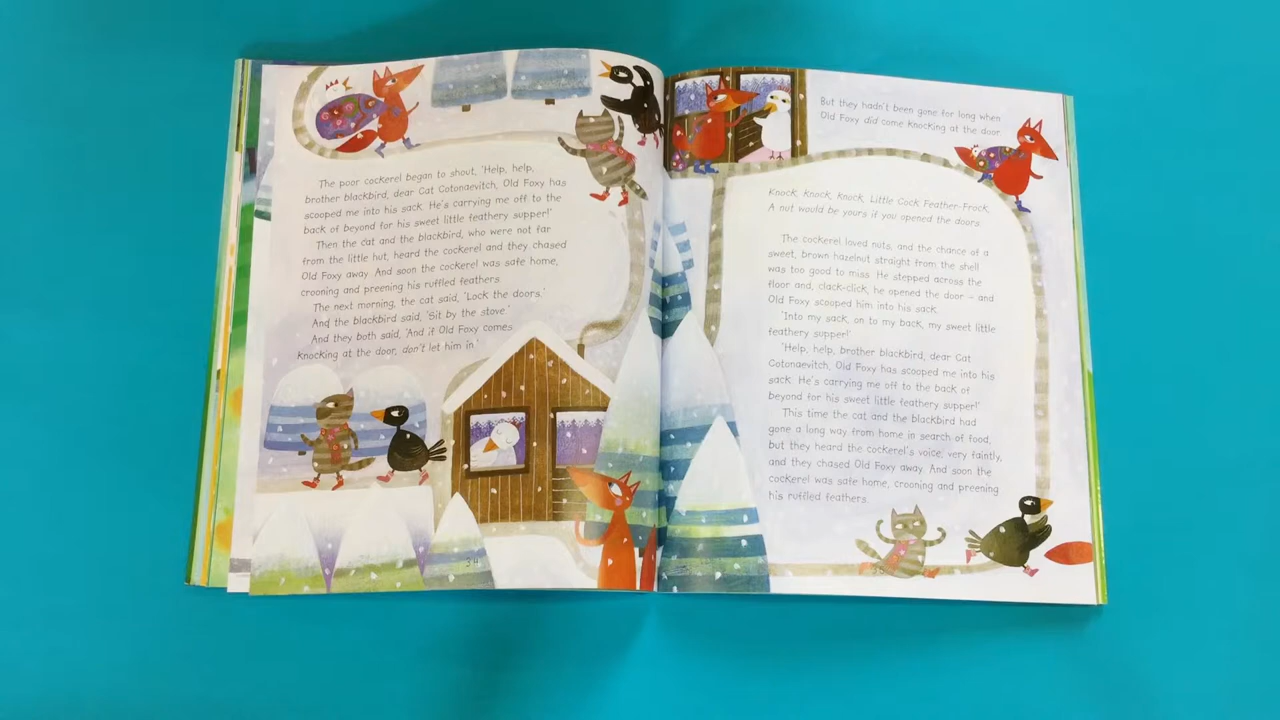 The poor cockerel began to shout, 'Help, help,
brother blackbird, dear Cat Cotonaevitch, Old Foxy has
scooped me into his sack. He's carrying me off to the
back of beyond for his sweet little feathery supper!'
Then the cat and the blackbird, who were not far
from the little hut, heard the cockerel and they chased
Old Foxy away. And soon the cockerel was safe home,
crooning and preening his ruffled feathers.
The next morning, the cat said, 'Lock the doors.'
And the blackbird said, 'Sit by the stove.'
And they both said, 'And if Old Foxy comes
knocking at the door, don't let him in.'
34
But they hadn't been gone for long when
Old Foxy did come knocking at the door.
Knock, knock, knock, Little Cock Feather-Frock,
A nut would be yours if you opened the doors.
The cockerel loved nuts, and the chance of a
sweet, brown hazelnut straight from the shell
was too good to miss. He stepped across the
floor and, clack-click, he opened the door – and
Old Foxy scooped him into his sack.
'Into my sack, on to my back, my sweet little
feathery supper!'
'Help, help, brother blackbird, dear Cat
Cotonaevitch, Old Foxy has scooped me into his
sack. He's carrying me off to the back of
beyond for his sweet little feathery supper!'
This time the cat and the blackbird had
gone a long way from home in search of food,
but they heard the cockerel's voice, very faintly,
and they chased Old Foxy away. And soon the
cockerel was safe home, crooning and preening
his ruffled feathers.